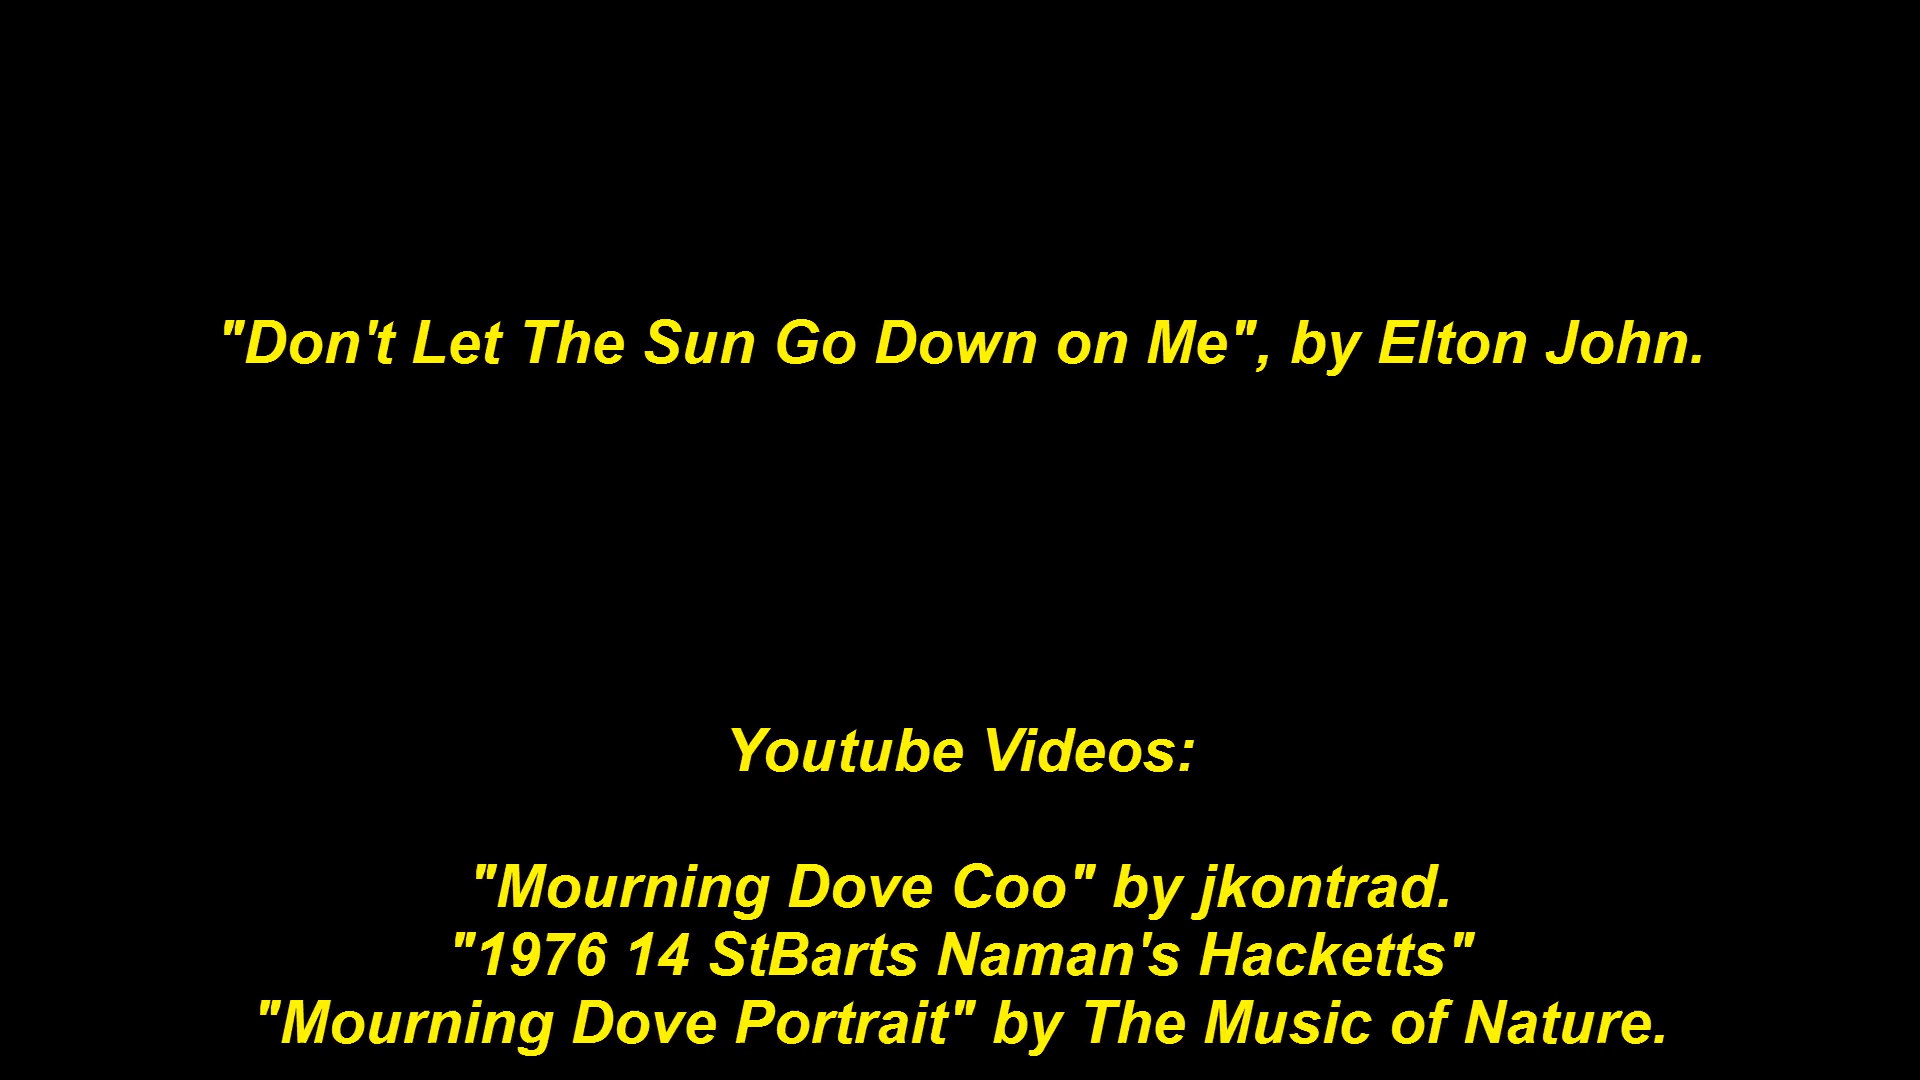 "Don't Let The Sun Go Down on Me", by Elton John.
Youtube Videos:
"Mourning Dove Coo" by jkontrad.
"1976 14 StBarts Naman's Hacketts"
"Mourning Dove Portrait" by The Music of Nature.